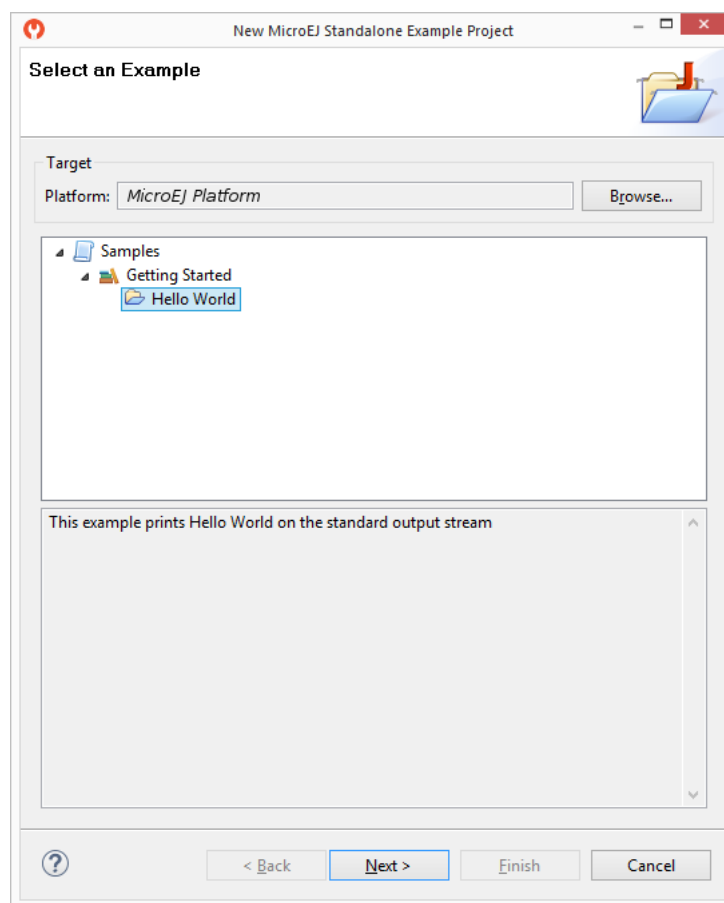 New MicroEJ Standalone Example Project
Select an Example
Target
Platform: MicroEJ Platform Browse...
Samples
Getting Started
Hello World
This example prints Hello World on the standard output stream
? < Back Next > Finish Cancel